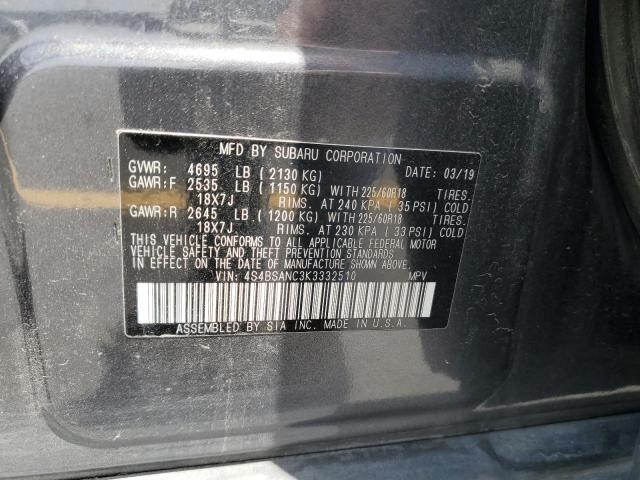 MFD BY SUBARU CORPORATION
GVWR: 4695 LB (2130 KG) DATE: 03/19
GAWR:F 2535 LB (1150 KG) WITH 225/60R18 TIRES.
18X7J RIMS. AT 240 KPA (35 PSI) COLD
GAWR:R 2645 LB (1200 KG) WITH 225/60R18 TIRES.
18X7J RIMS. AT 230 KPA (33 PSI) COLD
THIS VEHICLE CONFORMS TO ALL APPLICABLE FEDERAL MOTOR
VEHICLE SAFETY AND THEFT PREVENTION STANDARDS
IN EFFECT ON THE DATE OF MANUFACTURE SHOWN ABOVE.
VIN: 4S4BSANC3K3332510 MPV
ASSEMBLED BY SIA INC. MADE IN U.S.A.